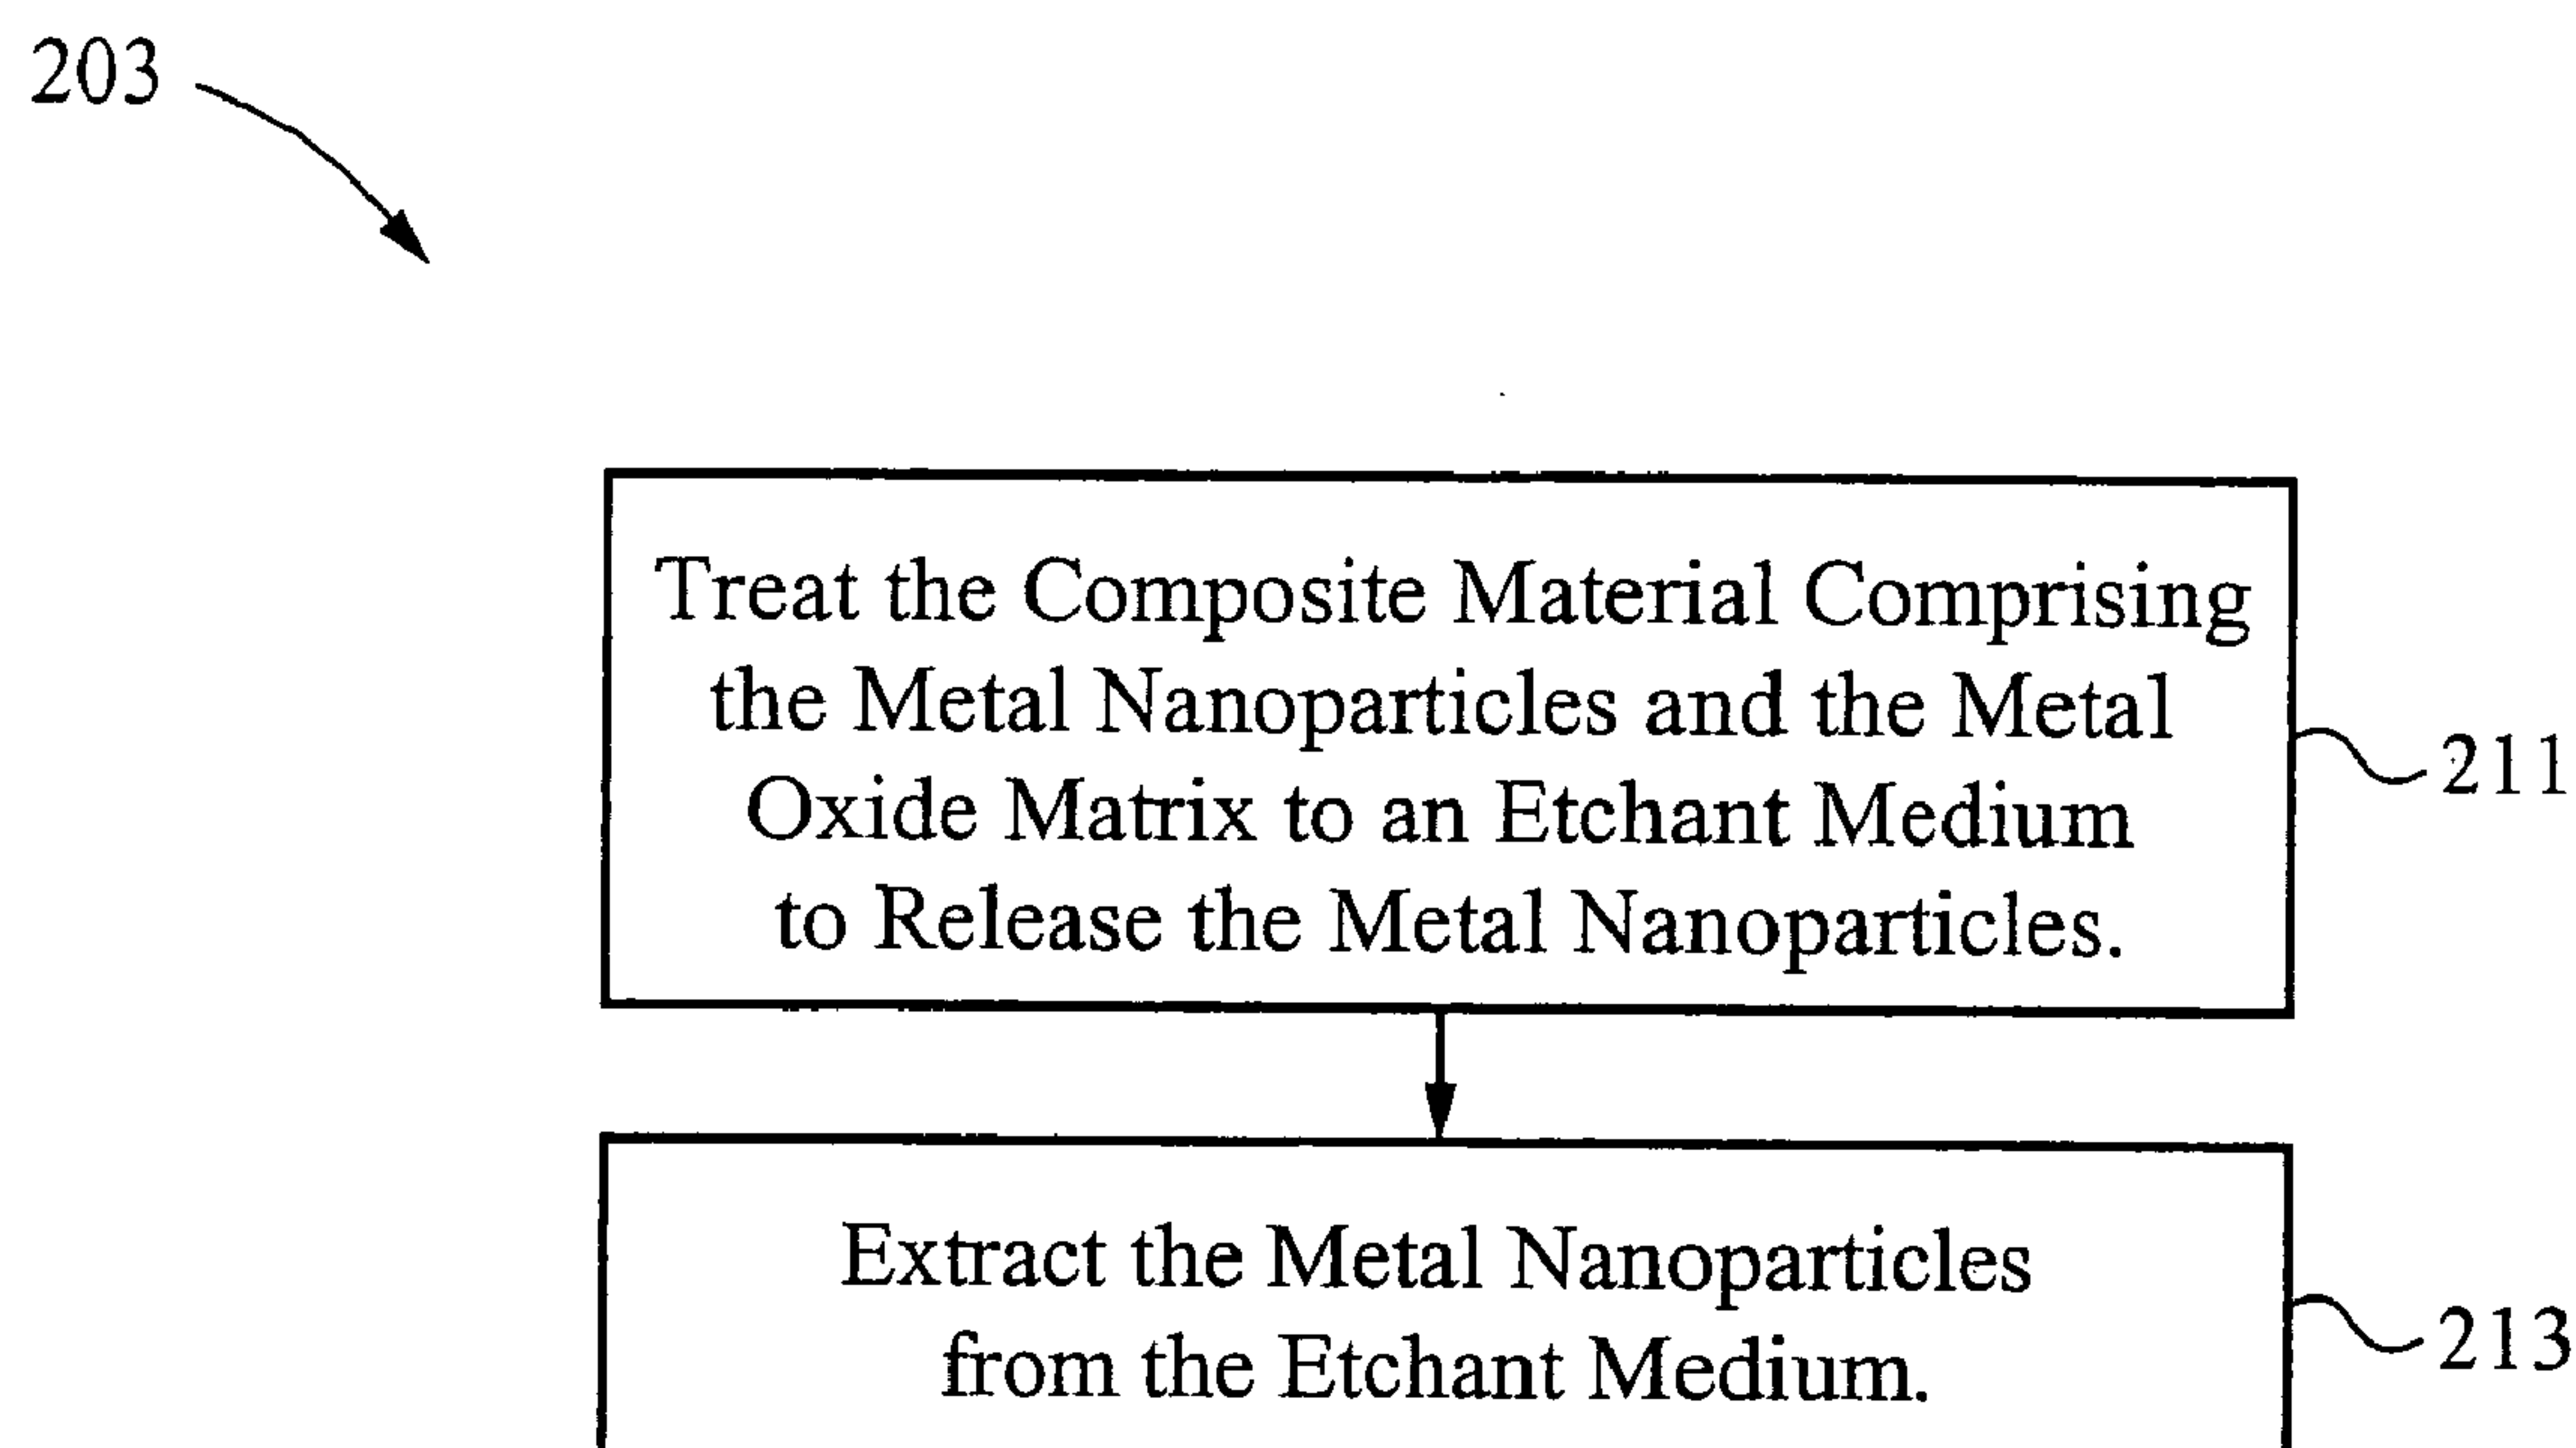 203
Treat the Composite Material Comprising
the Metal Nanoparticles and the Metal
Oxide Matrix to an Etchant Medium
to Release the Metal Nanoparticles.
211
Extract the Metal Nanoparticles
from the Etchant Medium.
213